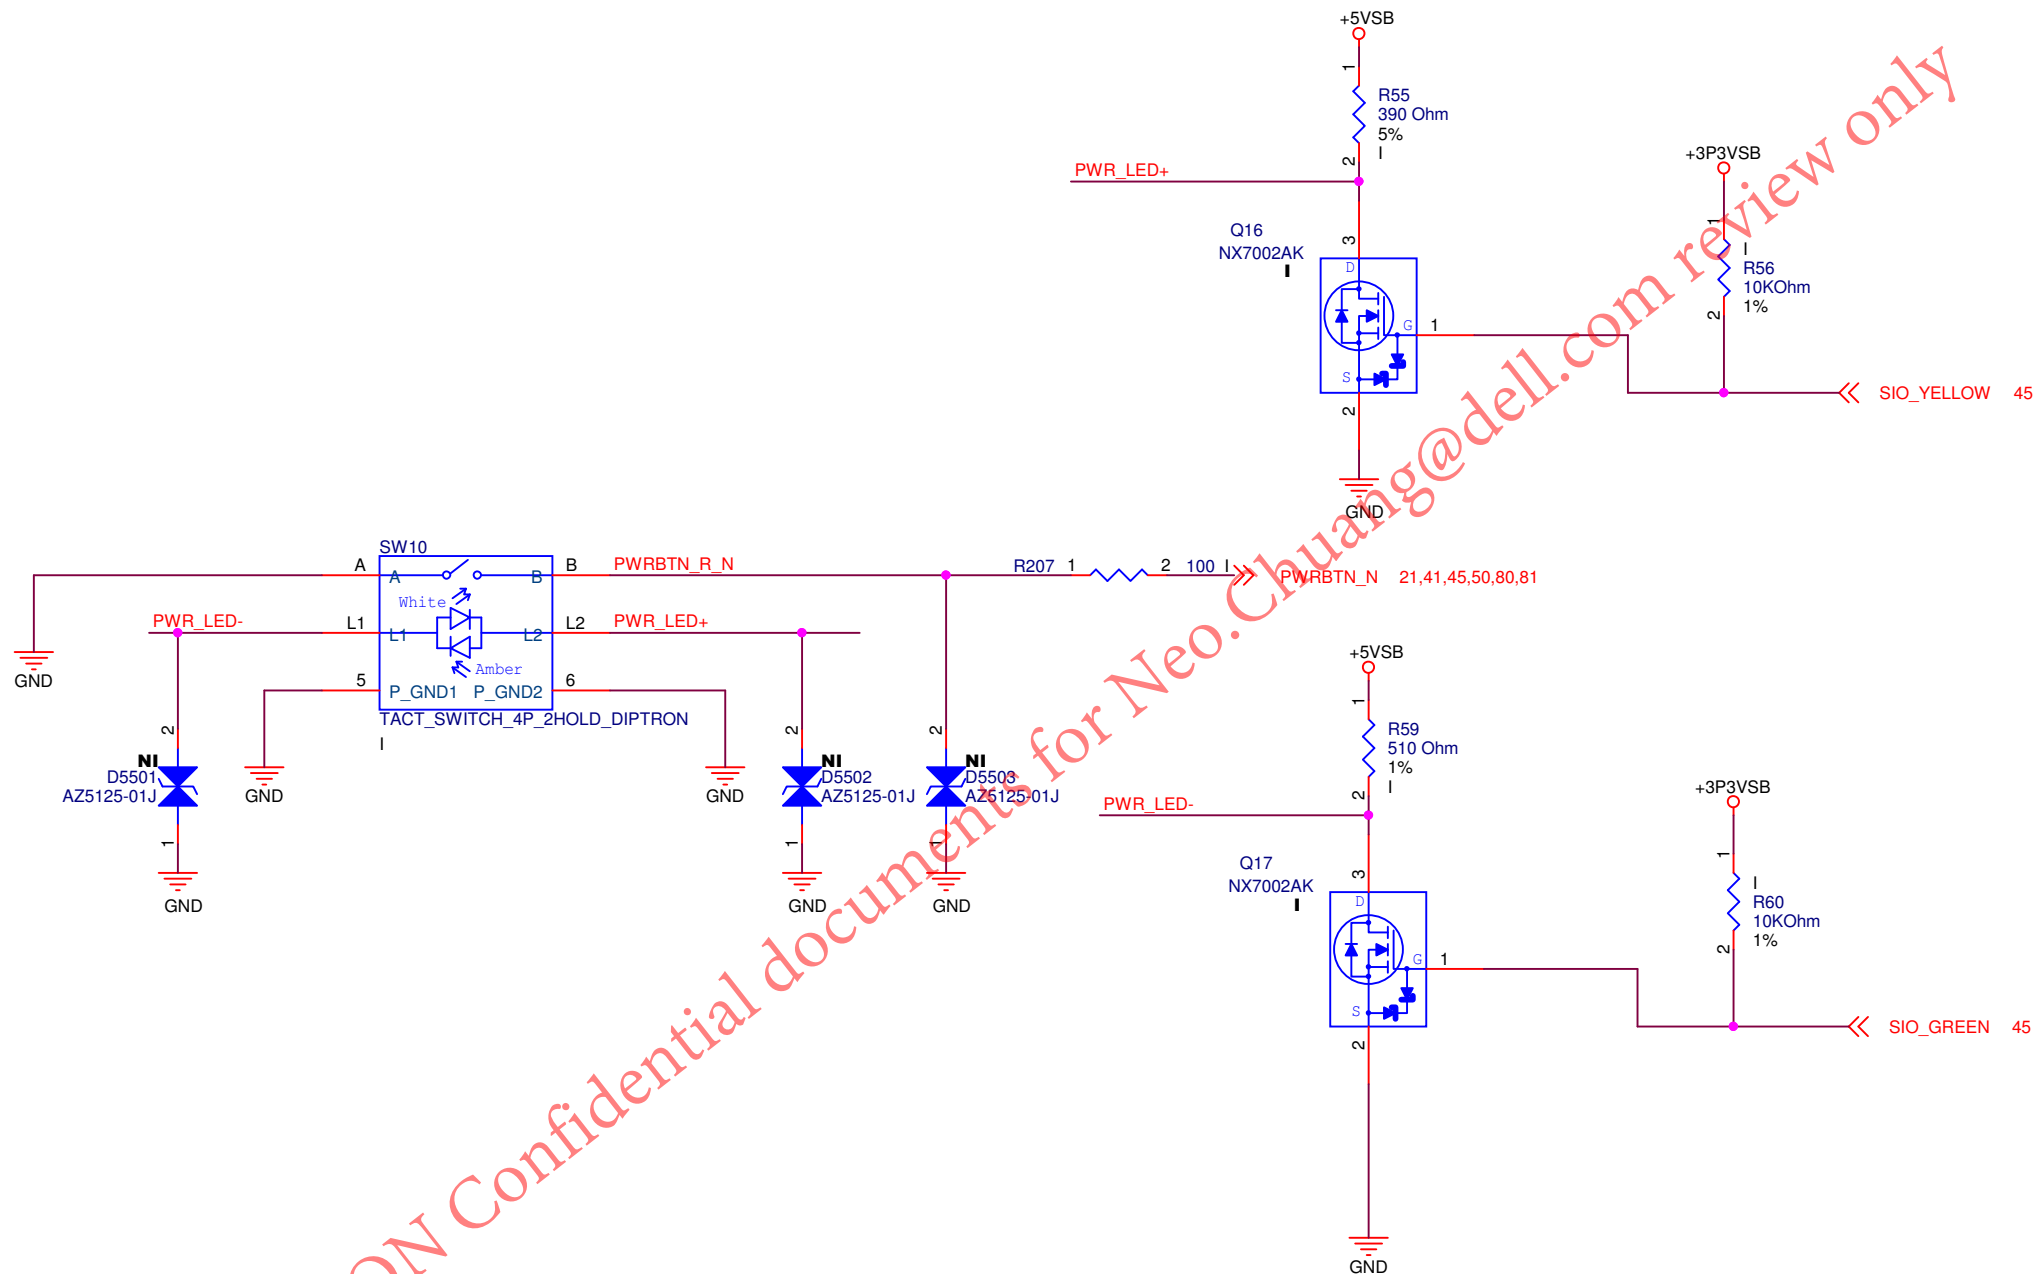 +5VSB
1
R55
390 Ohm
5%
I
2
PWR_LED+
+3P3VSB
1
I
R56
10KOhm
1%
2
Q16
NX7002AK
I
3
D
G
1
S
2
SIO_YELLOW 45
GND
SW10
A
A
B
B
PWRBTN_R_N
R207 1
2 100 I
PWRBTN_N 21,41,45,50,80,81
White
PWR_LED-
L1
L1
L2
L2
PWR_LED+
Amber
GND
5
P_GND1 P_GND2
6
TACT_SWITCH_4P_2HOLD_DIPTRON
I
2
NI
D5501
AZ5125-01J
1
GND
GND
GND
2
NI
D5502
AZ5125-01J
1
GND
2
NI
D5503
AZ5125-01J
1
GND
+5VSB
1
R59
510 Ohm
1%
I
2
PWR_LED-
+3P3VSB
1
I
R60
10KOhm
1%
2
Q17
NX7002AK
I
3
D
G
1
S
2
SIO_GREEN 45
GND
ON Confidential documents for Neo.Chuang@dell.com review only